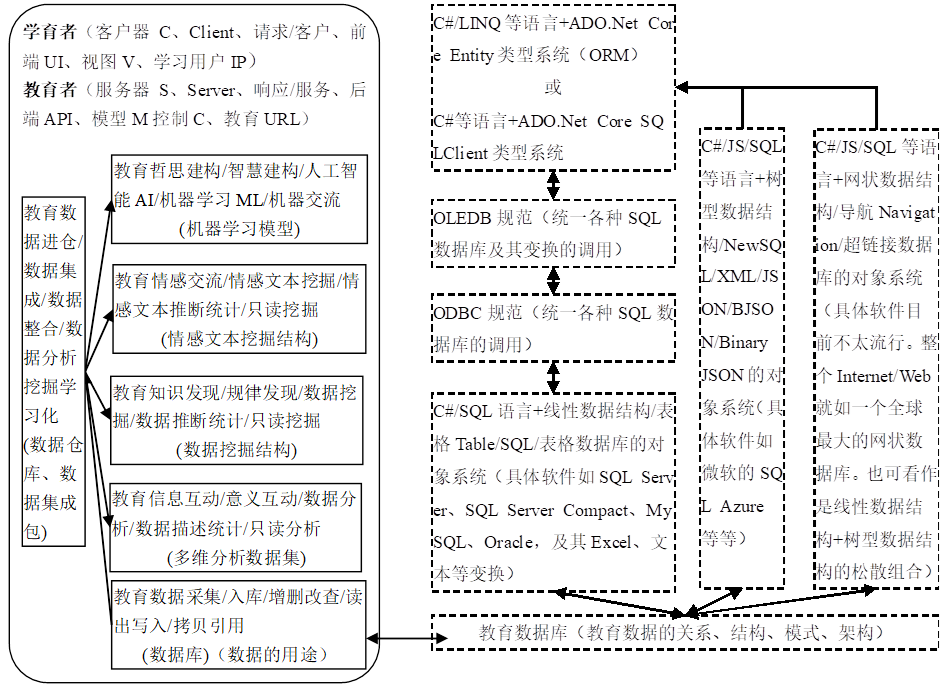 学育者（客户器 C、Client、请求/客户、前
端 UI、视图 V、学习用户 IP）
教育者（服务器 S、Server、响应/服务、后
端 API、模型 M 控制 C、教育 URL）
教育数
据进仓/
数据集
成/数据
整合/数
据分析
挖掘学
习化
(数据仓
库、数
据集成
包)
教育哲思建构/智慧建构/人工智
能 AI/机器学习 ML/机器交流
(机器学习模型)
教育情感交流/情感文本挖掘/情
感文本推断统计/只读挖掘
(情感文本挖掘结构)
教育知识发现/规律发现/数据挖
掘/数据推断统计/只读挖掘
(数据挖掘结构)
教育信息互动/意义互动/数据分
析/数据描述统计/只读分析
(多维分析数据集)
教育数据采集/入库/增删改查/读
出写入/拷贝引用
(数据库)（数据的用途）
C#/LINQ 等语言+ADO.Net Cor
e Entity 类型系统（ORM）
或
C#等语言+ADO.Net Core SQ
LClient 类型系统
OLEDB 规范（统一各种 SQL
数据库及其变换的调用）
ODBC 规范（统一各种 SQL 数
据库的调用）
C#/SQL 语言+线性数据结构/表
格 Table/SQL/表格数据库的对
象系统（具体软件如 SQL Serv
er、SQL Server Compact、My
SQL、Oracle，及其 Excel、文
本等变换）
C#/JS/SQL
等语言+树
型数据结
构/NewSQ
L/XML/JS
ON/BJSO
N/Binary
JSON 的对
象系统（具
体软件如
微软的 SQ
L Azure
等等）
C#/JS/SQL 等语
言+网状数据结
构/导航 Navigat
ion/超链接数据
库的对象系统
（具体软件目
前不太流行。整
个 Internet/Web
就如一个全球
最大的网状数
据库。也可看作
是线性数据结
构+树型数据结
构的松散组合）
教育数据库（教育数据的关系、结构、模式、架构）